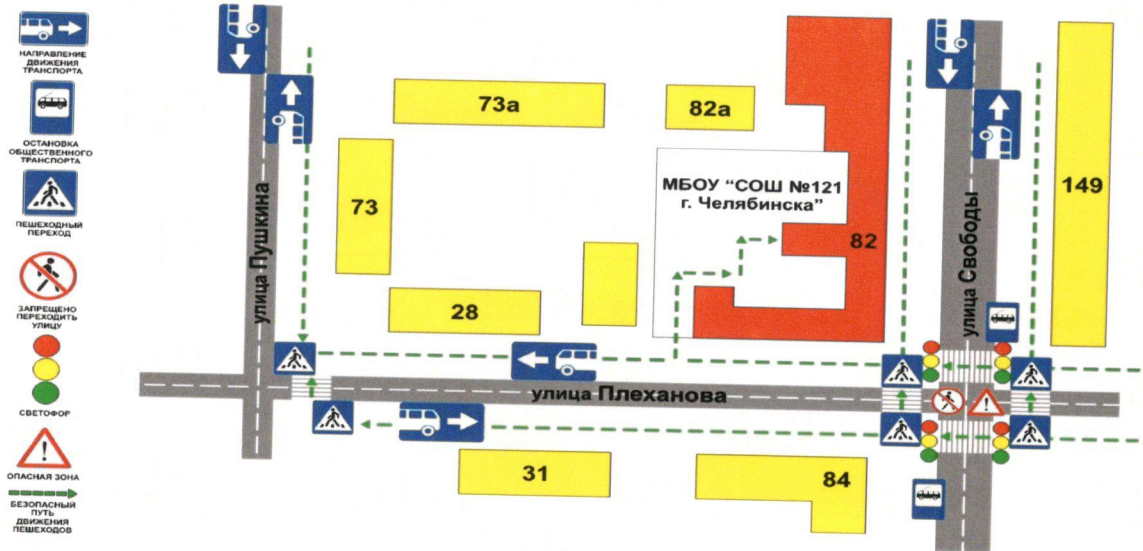 НАПРАВЛЕНИЕ
ДВИЖЕНИЯ
ТРАНСПОРТА
ОСТАНОВКА
ОБЩЕСТВЕННОГО
ТРАНСПОРТА
ПЕШЕХОДНЫЙ
ПЕРЕХОД
ЗАПРЕЩЕНО
ПЕРЕХОДИТЬ
УЛИЦУ
СВЕТОФОР
ОПАСНАЯ ЗОНА
БЕЗОПАСНЫЙ
ПУТЬ
ДВИЖЕНИЯ
ПЕШЕХОДОВ
улица Пушкина
73а
82а
73
МБОУ “СОШ №121
г. Челябинска”
82
149
улица Свободы
28
улица Плеханова
31
84